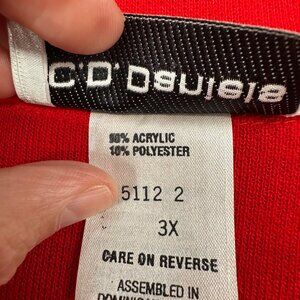 C.D. Daniels
90% ACRYLIC
10% POLYESTER
5112 2
3X
CARE ON REVERSE
ASSEMBLED IN